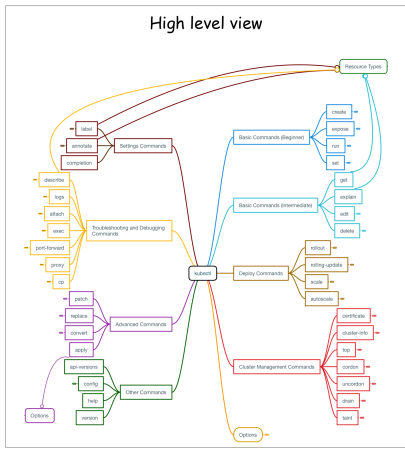 High level view
Resource Types
label
annotate
completion
Settings Commands
describe
logs
attach
exec
port-forward
proxy
cp
Troubleshooting and Debugging
Commands
patch
replace
convert
apply
Advanced Commands
Options
api-versions
config
help
version
Other Commands
kubectl
Basic Commands (Beginner)
create
expose
run
set
Basic Commands (Intermediate)
get
explain
edit
delete
Deploy Commands
rollout
rolling-update
scale
autoscale
Cluster Management Commands
certificate
cluster-info
top
cordon
uncordon
drain
taint
Options